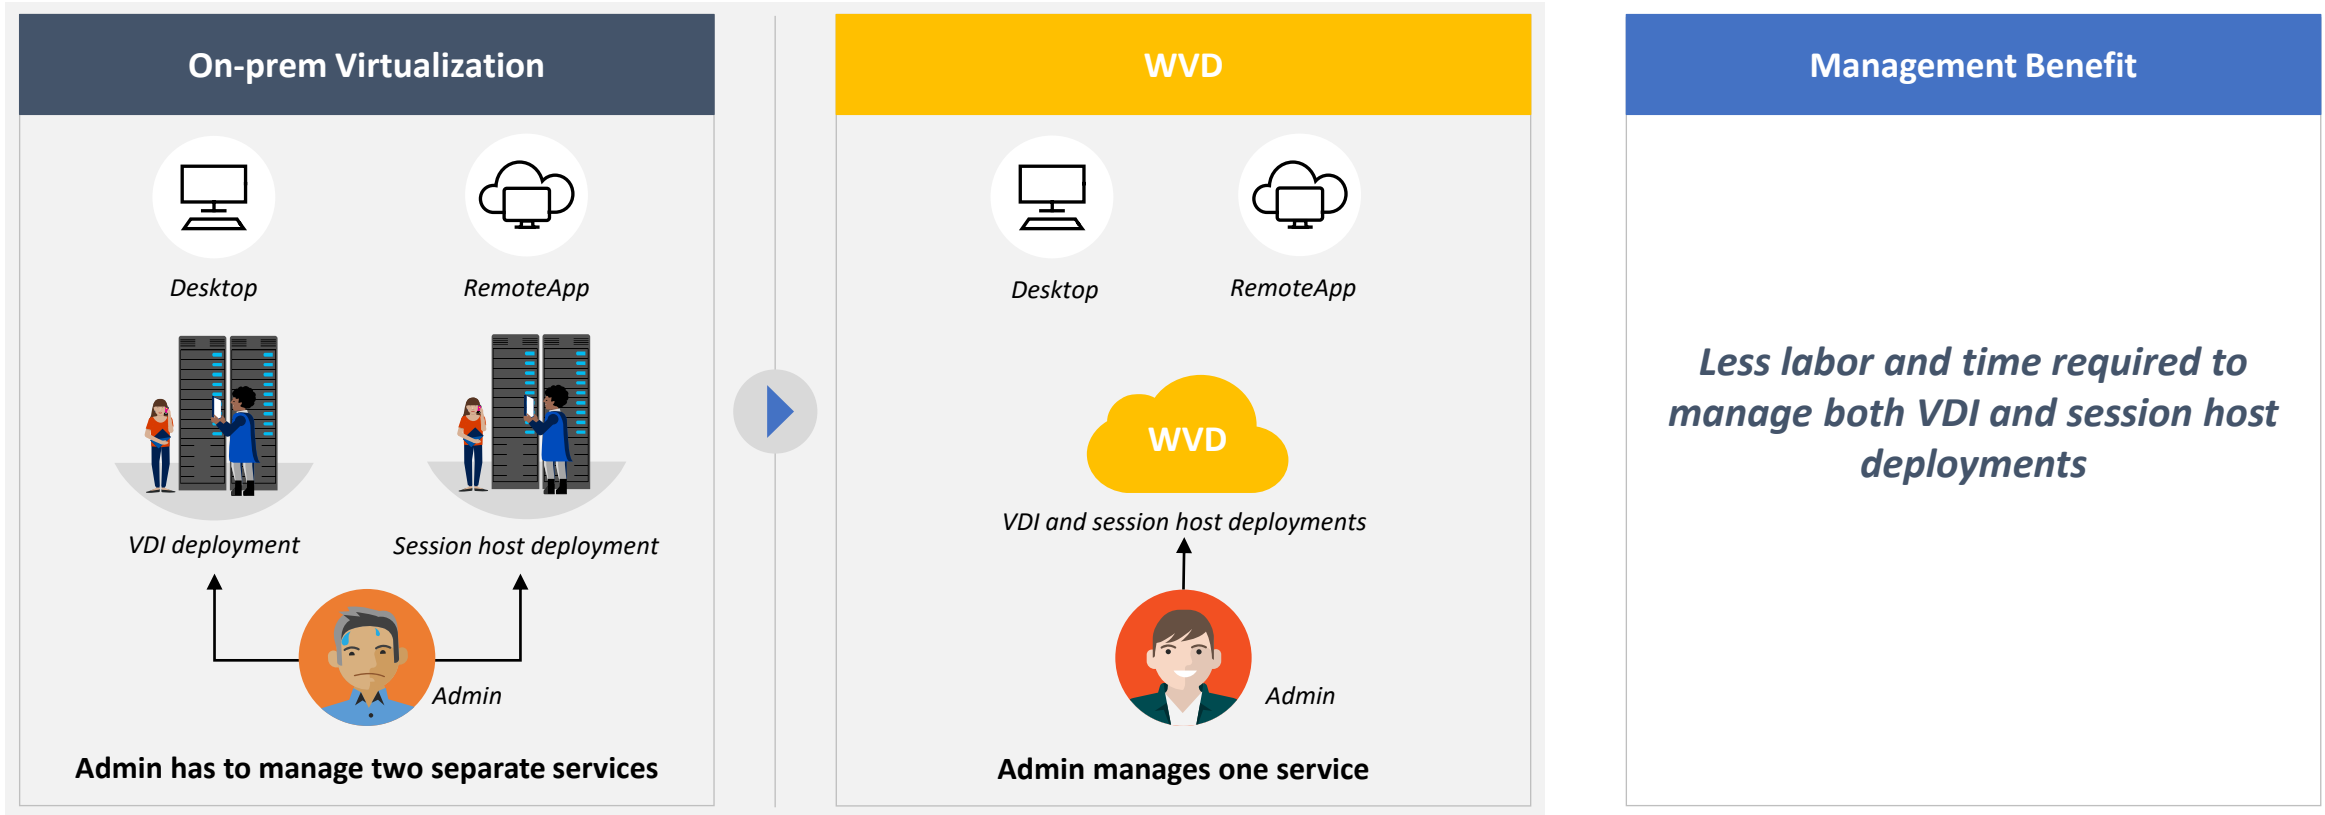 On-prem Virtualization
Desktop
RemoteApp
VDI deployment
Session host deployment
Admin
Admin has to manage two separate services
WVD
Desktop
RemoteApp
WVD
VDI and session host deployments
Admin
Admin manages one service
Management Benefit
Less labor and time required to
manage both VDI and session host
deployments